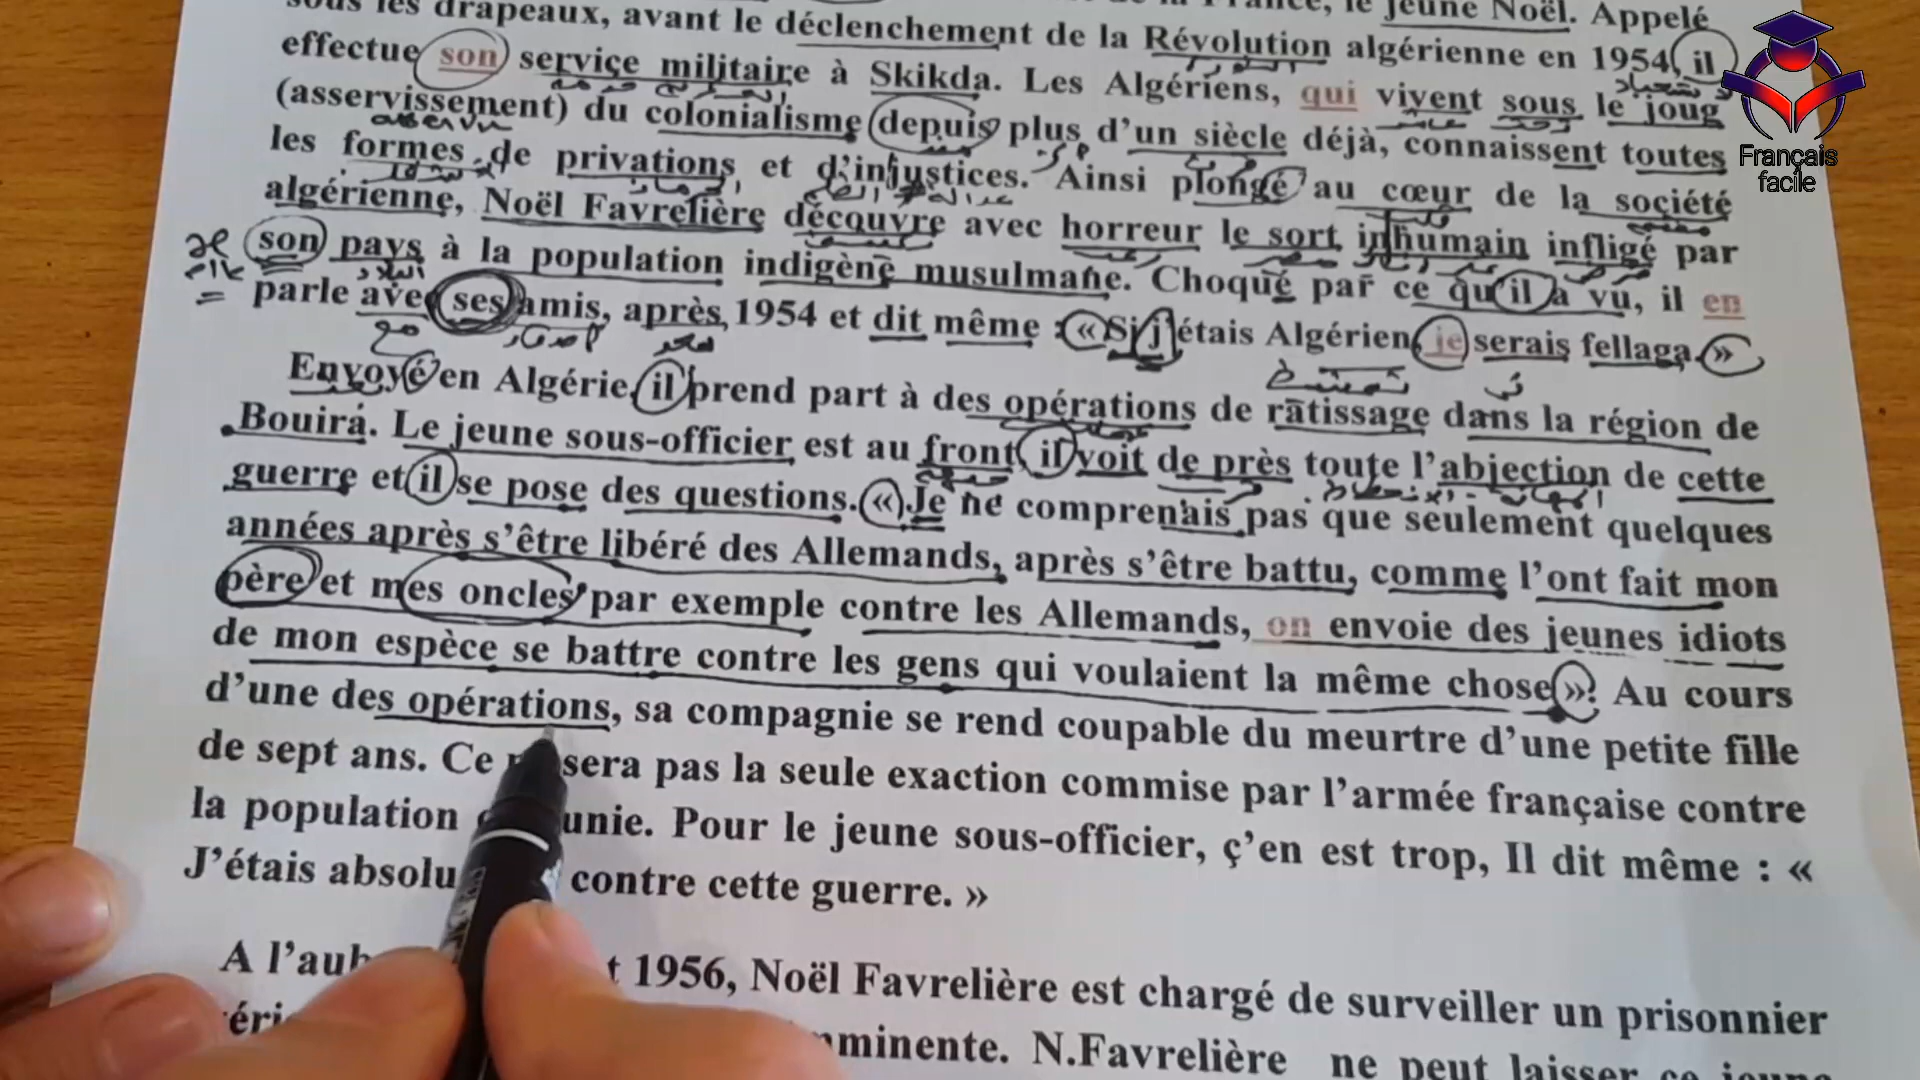 sous les drapeaux, avant le déclenchement de la Révolution algérienne en 1954, il
le jeune Noël. Appelé
effectue son service militaire à Skikda. Les Algériens, qui vivent sous le joug
(asservissement) du colonialisme depuis plus d'un siècle déjà, connaissent toutes
les formes de privations et d'injustices. Ainsi plongé au cœur de la société
algérienne, Noël Favrelière découvre avec horreur le sort inhumain infligé par
son pays à la population indigène musulmane. Choqué par ce qu'il a vu, il en
parle avec ses amis, après 1954 et dit même : « Si j'étais Algérien, je serais fellaga. »
Envoyé en Algérie, il prend part à des opérations de ratissage dans la région de
Bouira. Le jeune sous-officier est au front, il voit de près toute l'abjection de cette
guerre et il se pose des questions. « Je ne comprenais pas que seulement quelques
années après s'être libéré des Allemands, après s'être battu, comme l'ont fait mon
père et mes oncles, par exemple contre les Allemands, on envoie des jeunes idiots
de mon espèce se battre contre les gens qui voulaient la même chose »! Au cours
d'une des opérations, sa compagnie se rend coupable du meurtre d'une petite fille
de sept ans. Ce sera pas la seule exaction commise par l'armée française contre
la population unie. Pour le jeune sous-officier, ç'en est trop, Il dit même : «
J'étais absolu contre cette guerre. »
A l'aub t 1956, Noël Favrelière est chargé de surveiller un prisonnier
mminente. N.Favrelière ne peut laisser ce jeune
Français
facile